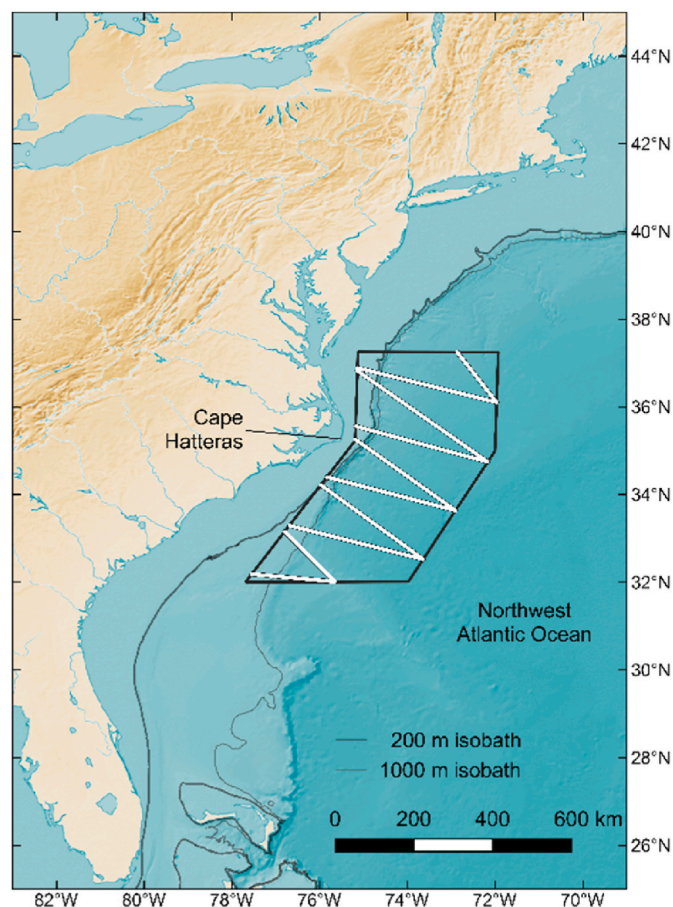 44°N
42°N
40°N
38°N
Cape
Hatteras
36°N
34°N
32°N
Northwest
Atlantic Ocean
30°N
200 m isobath
28°N
1000 m isobath
0 200 400 600 km
26°N
82°W 80°W 78°W 76°W 74°W 72°W 70°W